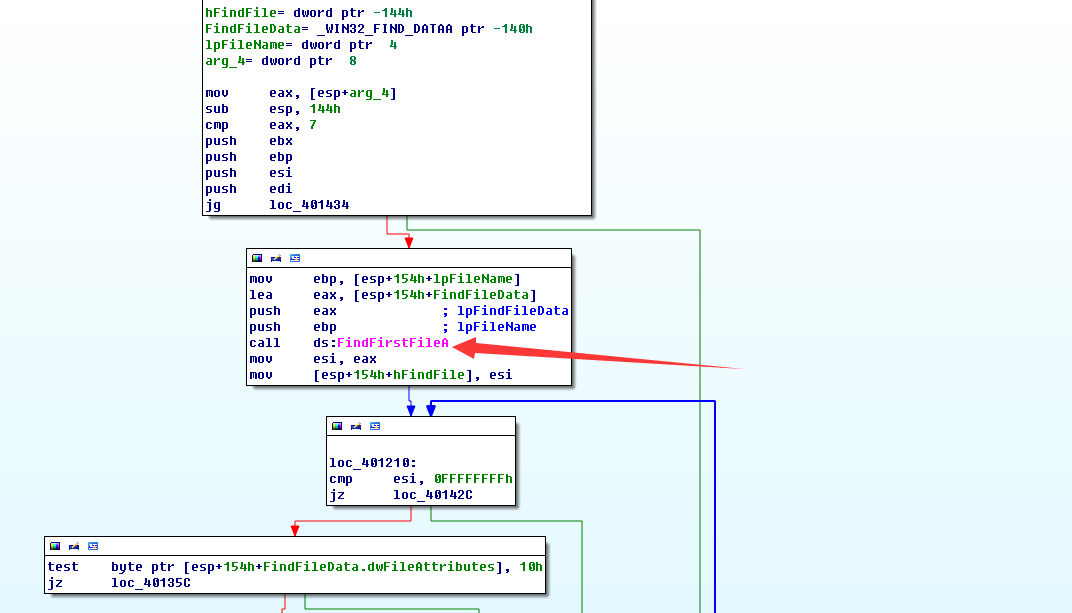 hFindFile= dword ptr -144h
FindFileData= _WIN32_FIND_DATAA ptr -140h
lpFileName= dword ptr  4
arg_4= dword ptr  8
mov     eax, [esp+arg_4]
sub     esp, 144h
cmp     eax, 7
push    ebx
push    ebp
push    esi
push    edi
jg      loc_401434
mov     ebp, [esp+154h+lpFileName]
lea     eax, [esp+154h+FindFileData]
push    eax             ; lpFindFileData
push    ebp             ; lpFileName
call    ds:FindFirstFileA
mov     esi, eax
mov     [esp+154h+hFindFile], esi
loc_401210:
cmp     esi, 0FFFFFFFFh
jz      loc_40142C
test    byte ptr [esp+154h+FindFileData.dwFileAttributes], 10h
jz      loc_40135C